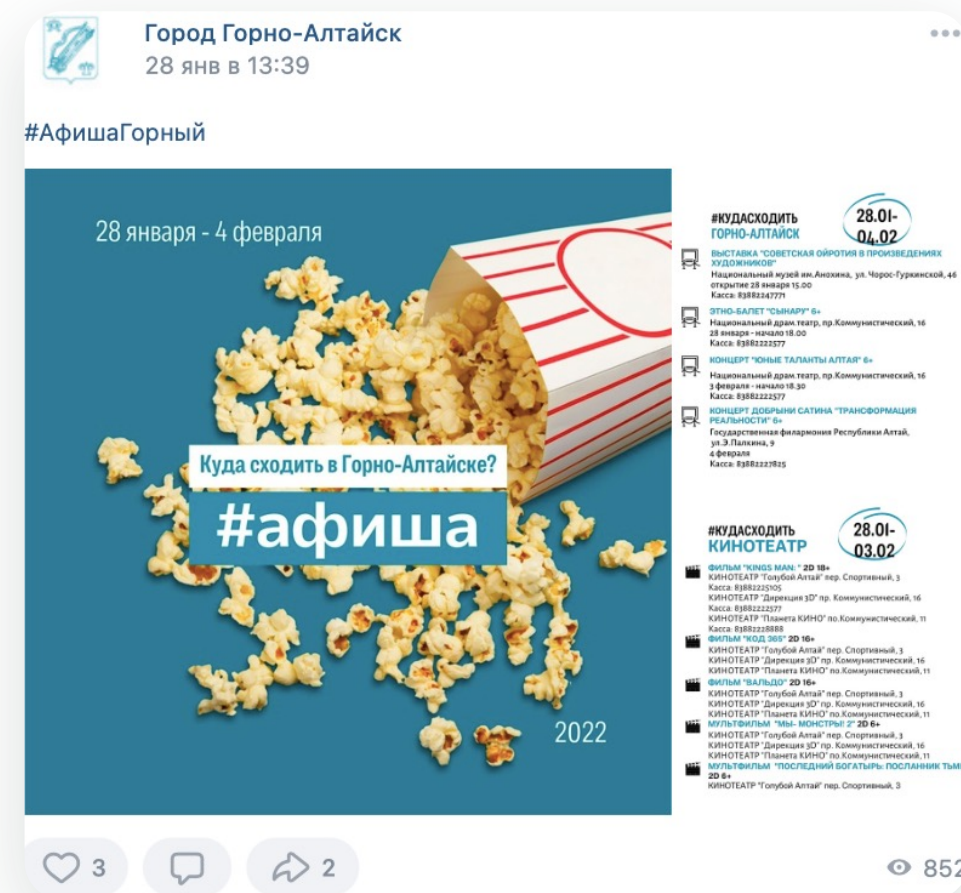 Город Горно-Алтайск
28 янв в 13:39
#АфишаГорный
28 января - 4 февраля
Куда сходить в Горно-Алтайске?
#афиша
2022
#КУДАСХОДИТЬ
ГОРНО-АЛТАЙСК
28.01-
04.02
ВЫСТАВКА "СОВЕТСКАЯ ОЙРОТИЯ В ПРОИЗВЕДЕНИЯХ
ХУДОЖНИКОВ"
Национальный музей им.Анохина, ул. Чорос-Гуркинской, 46
открытие 28 января 15.00
Касса: 83882247771
ЭТНО-БАЛЕТ "СЫНАРУ" 6+
Национальный драм.театр, пр.Коммунистический, 16
28 января - начало 18.00
Касса: 83882222577
КОНЦЕРТ "ЮНЫЕ ТАЛАНТЫ АЛТАЯ" 6+
Национальный драм.театр, пр.Коммунистический, 16
3 февраля - начало 18.30
Касса: 83882222577
КОНЦЕРТ ДОБРЫНИ САТИНА "ТРАНСФОРМАЦИЯ
РЕАЛЬНОСТИ" 6+
Государственная филармония Республики Алтай,
ул.Э.Палкина, 9
4 февраля
Касса: 83882227825
#КУДАСХОДИТЬ
КИНОТЕАТР
28.01-
03.02
ФИЛЬМ "KINGS MAN: " 2D 18+
КИНОТЕАТР "Голубой Алтай" пер. Спортивный, 3
Касса: 83882225105
КИНОТЕАТР "Дирекция 3D" пр. Коммунистический, 16
Касса: 83882222577
КИНОТЕАТР "Планета КИНО" по.Коммунистический, 11
Касса: 83882228888
ФИЛЬМ "КОД 365" 2D 16+
КИНОТЕАТР "Голубой Алтай" пер. Спортивный, 3
КИНОТЕАТР "Дирекция 3D" пр. Коммунистический, 16
КИНОТЕАТР "Планета КИНО" по.Коммунистический, 11
ФИЛЬМ "ВАЛЬДО" 2D 16+
КИНОТЕАТР "Голубой Алтай" пер. Спортивный, 3
КИНОТЕАТР "Дирекция 3D" пр. Коммунистический, 16
КИНОТЕАТР "Планета КИНО" по.Коммунистический, 11
МУЛЬТФИЛЬМ "МЫ- МОНСТРЫ! 2" 2D 6+
КИНОТЕАТР "Голубой Алтай" пер. Спортивный, 3
КИНОТЕАТР "Дирекция 3D" пр. Коммунистический, 16
КИНОТЕАТР "Планета КИНО" по.Коммунистический, 11
МУЛЬТФИЛЬМ "ПОСЛЕДНИЙ БОГАТЫРЬ: ПОСЛАННИК ТЬМ
2D 6+
КИНОТЕАТР "Голубой Алтай" пер. Спортивный, 3
3
2
852